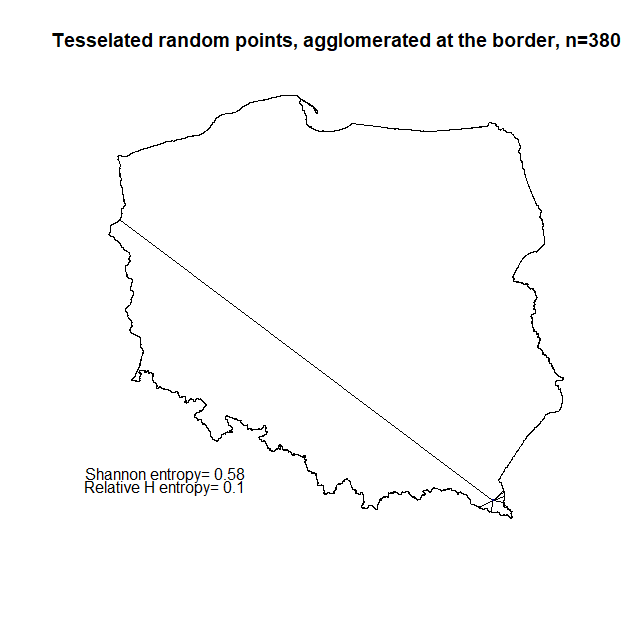 Tesselated random points, agglomerated at the border, n=380
Shannon entropy= 0.58
Relative H entropy= 0.1